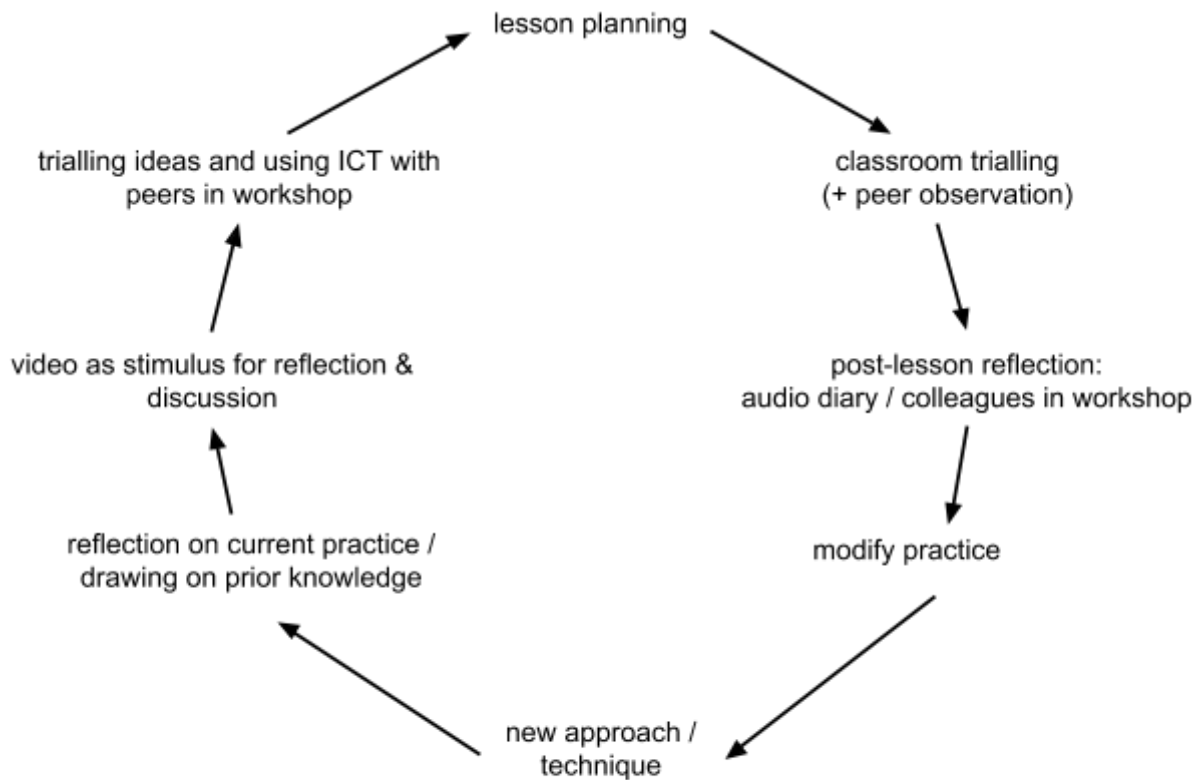 lesson planning
classroom trialling
(+ peer observation)
post-lesson reflection:
audio diary / colleagues in workshop
modify practice
new approach /
technique
reflection on current practice /
drawing on prior knowledge
video as stimulus for reflection &
discussion
trialling ideas and using ICT with
peers in workshop